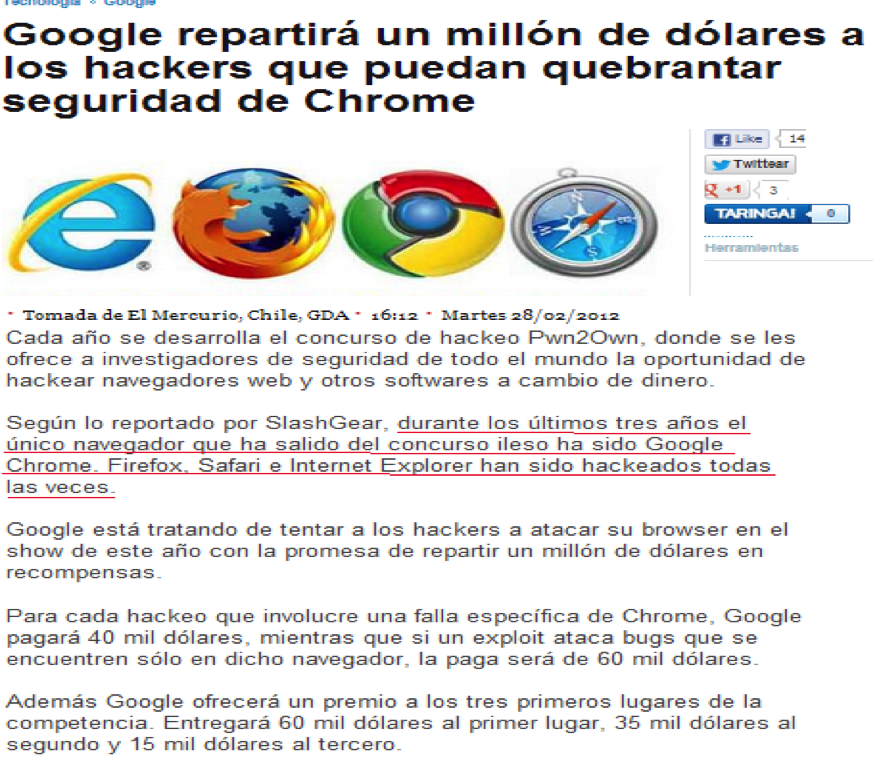 Tecnología Google
Google repartirá un millón de dólares a
los hackers que puedan quebrantar
seguridad de Chrome
Like 14
Twittear
+1 3
TARINGA! 0
Herramientas
Tomada de El Mercurio, Chile, GDA * 16:12 * Martes 28/02/2012
Cada año se desarrolla el concurso de hackeo Pwn2Own, donde se les
ofrece a investigadores de seguridad de todo el mundo la oportunidad de
hackear navegadores web y otros softwares a cambio de dinero.
Según lo reportado por SlashGear, durante los últimos tres años el
único navegador que ha salido del concurso ileso ha sido Google
Chrome. Firefox, Safari e Internet Explorer han sido hackeados todas
las veces.
Google está tratando de tentar a los hackers a atacar su browser en el
show de este año con la promesa de repartir un millón de dólares en
recompensas.
Para cada hackeo que involucre una falla específica de Chrome, Google
pagará 40 mil dólares, mientras que si un exploit ataca bugs que se
encuentren sólo en dicho navegador, la paga será de 60 mil dólares.
Además Google ofrecerá un premio a los tres primeros lugares de la
competencia. Entregará 60 mil dólares al primer lugar, 35 mil dólares al
segundo y 15 mil dólares al tercero.